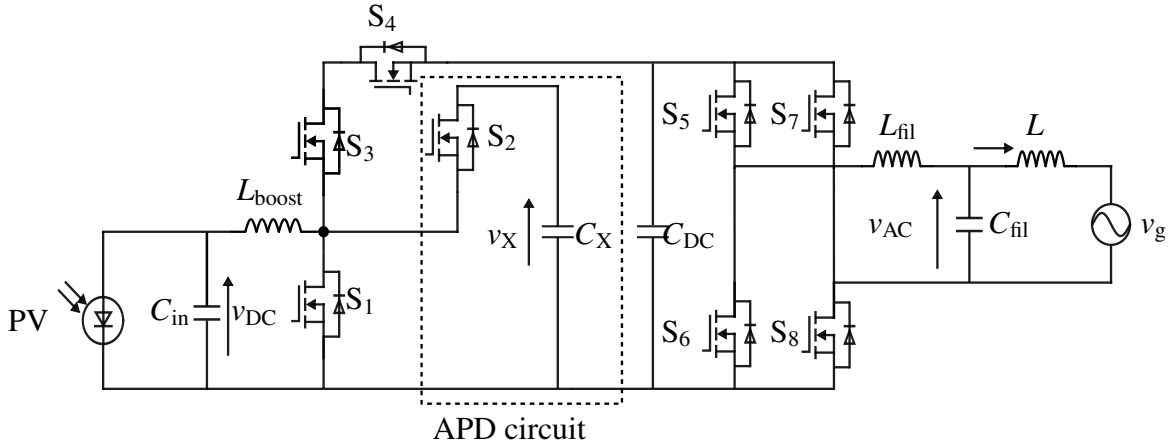 S4
S3
S2
S5
S7
Lfil
L
Lboost
vX
CX
CDC
vAC
Cfil
vg
PV
Cin
vDC
S1
S6
S8
APD circuit